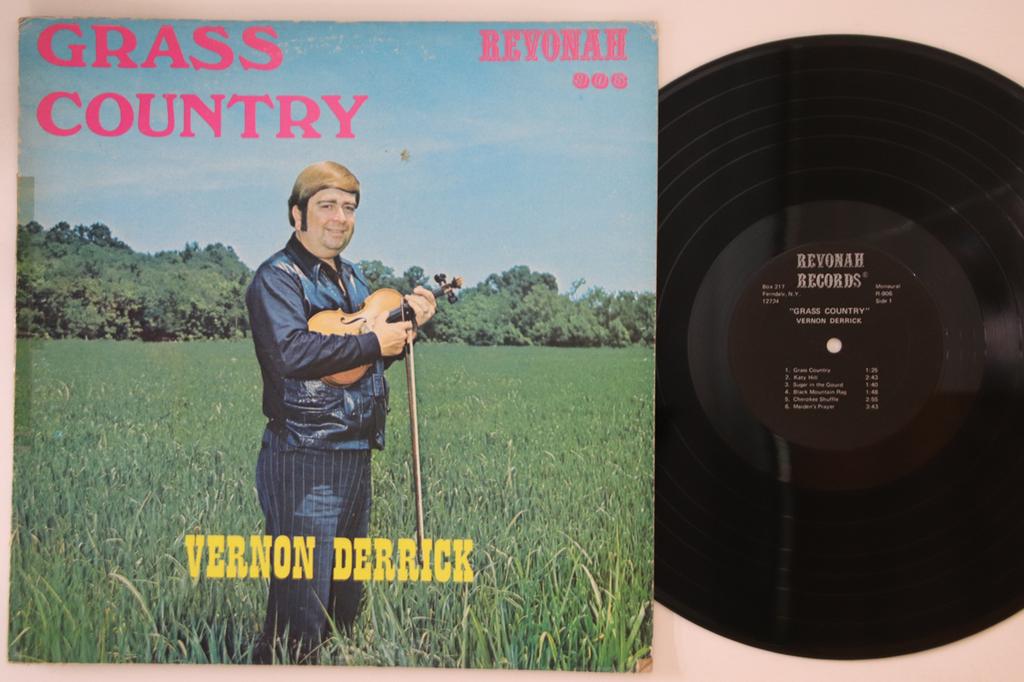 GRASS
COUNTRY
REVONAH
906
VERNON DERRICK
REVONAH
RECORDS©
Box 217
Ferndale, N.Y.
12734
Monaural
R-906
Side 1
"GRASS COUNTRY"
VERNON DERRICK
1. Grass Country 1:25
2. Katy Hill 2:43
3. Sugar in the Gourd 1:40
4. Black Mountain Rag 1:48
5. Cherokee Shuffle 2:55
6. Maiden's Prayer 3:43